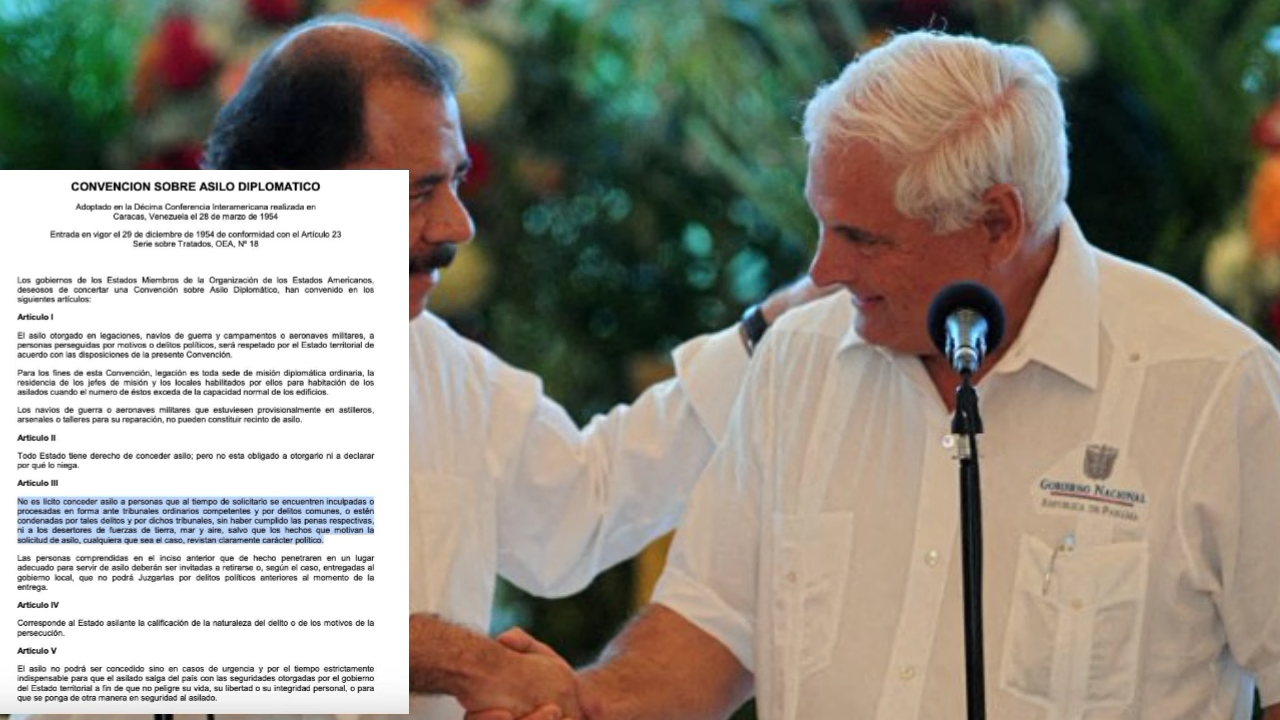 CONVENCION SOBRE ASILO DIPLOMATICO
Adoptado en la Décima Conferencia Interamericana realizada en
Caracas, Venezuela el 28 de marzo de 1954
Entrada en vigor el 29 de diciembre de 1954 de conformidad con el Artículo 23
Serie sobre Tratados, OEA, Nº 18
Los gobiernos de los Estados Miembros de la Organización de los Estados Americanos,
deseosos de concertar una Convención sobre Asilo Diplomático, han convenido en los
siguientes artículos:
Artículo I
El asilo otorgado en legaciones, navíos de guerra y campamentos o aeronaves militares, a
personas perseguidas por motivos o delitos políticos, será respetado por el Estado territorial de
acuerdo con las disposiciones de la presente Convención.
Para los fines de esta Convención, legación es toda sede de misión diplomática ordinaria, la
residencia de los jefes de misión y los locales habilitados por ellos para habitación de los
asilados cuando el numero de éstos exceda de la capacidad normal de los edificios.
Los navíos de guerra o aeronaves militares que estuviesen provisionalmente en astilleros,
arsenales o talleres para su reparación, no pueden constituir recinto de asilo.
Artículo II
Todo Estado tiene derecho de conceder asilo; pero no esta obligado a otorgarlo ni a declarar
por qué lo niega.
Artículo III
No es lícito conceder asilo a personas que al tiempo de solicitarlo se encuentren inculpadas o
procesadas en forma ante tribunales ordinarios competentes y por delitos comunes, o estén
condenadas por tales delitos y por dichos tribunales, sin haber cumplido las penas respectivas,
ni a los desertores de fuerzas de tierra, mar y aire, salvo que los hechos que motivan la
solicitud de asilo, cualquiera que sea el caso, revistan claramente carácter político.
Las personas comprendidas en el inciso anterior que de hecho penetraren en un lugar
adecuado para servir de asilo deberán ser invitadas a retirarse o, según el caso, entregadas al
gobierno local, que no podrá Juzgarlas por delitos políticos anteriores al momento de la
entrega.
Artículo IV
Corresponde al Estado asilante la calificación de la naturaleza del delito o de los motivos de la
persecución.
Artículo V
El asilo no podrá ser concedido sino en casos de urgencia y por el tiempo estrictamente
indispensable para que el asilado salga del país con las seguridades otorgadas por el gobierno
del Estado territorial a fin de que no peligre su vida, su libertad o su integridad personal, o para
que se ponga de otra manera en seguridad al asilado.
GOBIERNO NACIONAL
REPÚBLICA DE PANAMÁ